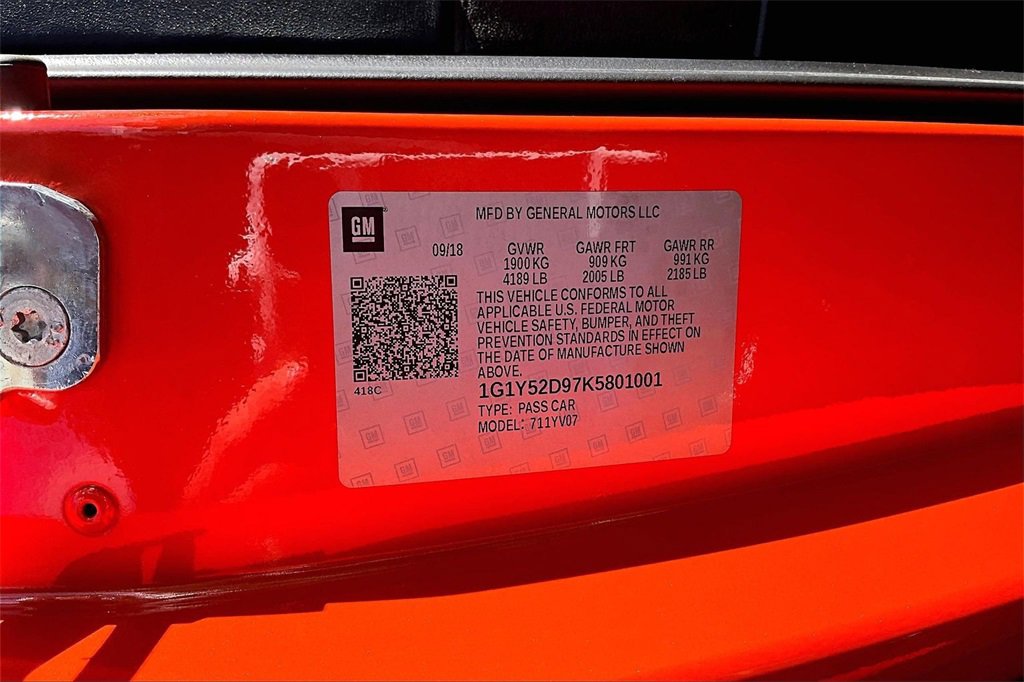 GM
MFD BY GENERAL MOTORS LLC
09/18 GVWR GAWR FRT GAWR RR
1900 KG 909 KG 991 KG
4189 LB 2005 LB 2185 LB
THIS VEHICLE CONFORMS TO ALL
APPLICABLE U.S. FEDERAL MOTOR
VEHICLE SAFETY, BUMPER, AND THEFT
PREVENTION STANDARDS IN EFFECT ON
THE DATE OF MANUFACTURE SHOWN
ABOVE.
418C
1G1Y52D97K5801001
TYPE: PASS CAR
MODEL: 711YV07